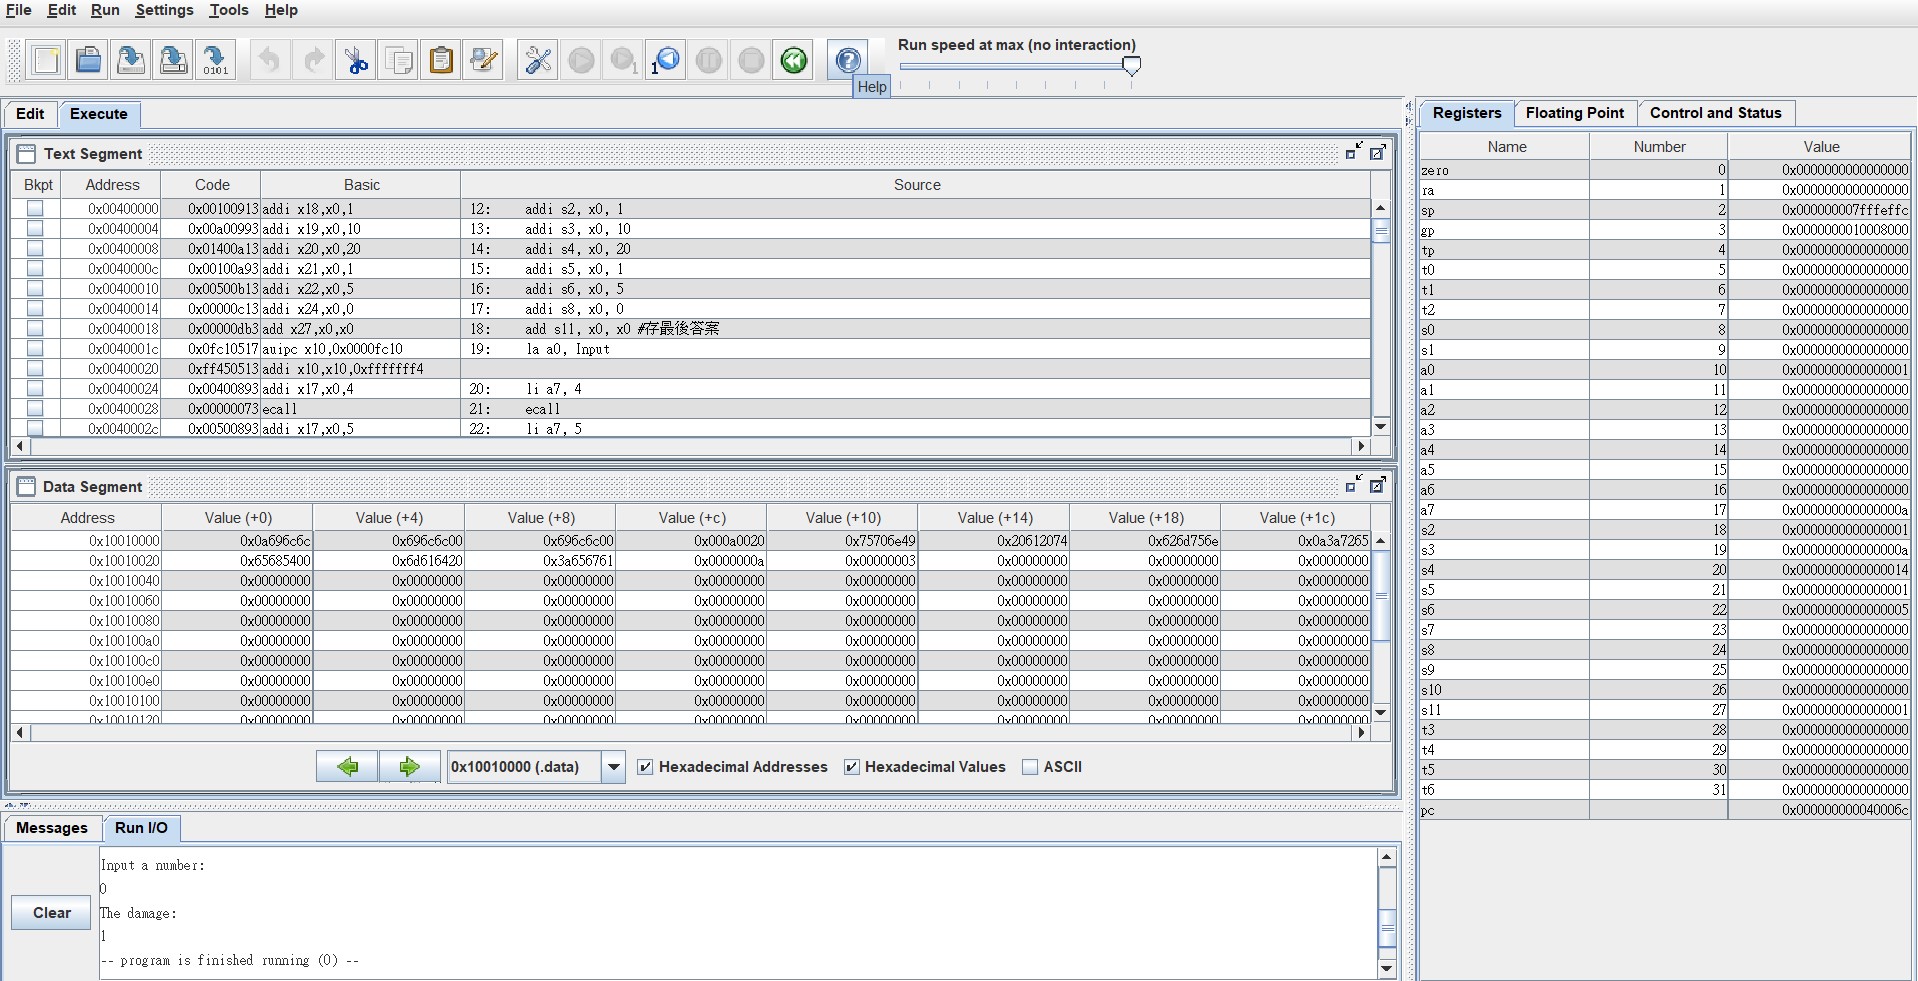 File Edit Run Settings Tools Help
Run speed at max (no interaction)
0101
1
1
Help
Edit Execute
Text Segment
Bkpt Address Code Basic Source
0x00400000 0x00100913 addi x18,x0,1 12: addi s2, x0, 1
0x00400004 0x00a00993 addi x19,x0,10 13: addi s3, x0, 10
0x00400008 0x01400a13 addi x20,x0,20 14: addi s4, x0, 20
0x0040000c 0x00100a93 addi x21,x0,1 15: addi s5, x0, 1
0x00400010 0x00500b13 addi x22,x0,5 16: addi s6, x0, 5
0x00400014 0x00000c13 addi x24,x0,0 17: addi s8, x0, 0
0x00400018 0x00000db3 add x27,x0,x0 18: add s11, x0, x0 #存最後答案
0x0040001c 0x0fc10517 auipc x10,0x0000fc10 19: la a0, Input
0x00400020 0xff450513 addi x10,x10,0xfffffff4
0x00400024 0x00400893 addi x17,x0,4 20: li a7, 4
0x00400028 0x00000073 ecall 21: ecall
0x0040002c 0x00500893 addi x17,x0,5 22: li a7, 5
Data Segment
Address Value (+0) Value (+4) Value (+8) Value (+c) Value (+10) Value (+14) Value (+18) Value (+1c)
0x10010000 0x0a696c6c 0x696c6c00 0x696c6c00 0x000a0020 0x75706e49 0x20612074 0x626d756e 0x0a3a7265
0x10010020 0x65685400 0x6d616420 0x3a656761 0x0000000a 0x00000003 0x00000000 0x00000000 0x00000000
0x10010040 0x00000000 0x00000000 0x00000000 0x00000000 0x00000000 0x00000000 0x00000000 0x00000000
0x10010060 0x00000000 0x00000000 0x00000000 0x00000000 0x00000000 0x00000000 0x00000000 0x00000000
0x10010080 0x00000000 0x00000000 0x00000000 0x00000000 0x00000000 0x00000000 0x00000000 0x00000000
0x100100a0 0x00000000 0x00000000 0x00000000 0x00000000 0x00000000 0x00000000 0x00000000 0x00000000
0x100100c0 0x00000000 0x00000000 0x00000000 0x00000000 0x00000000 0x00000000 0x00000000 0x00000000
0x100100e0 0x00000000 0x00000000 0x00000000 0x00000000 0x00000000 0x00000000 0x00000000 0x00000000
0x10010100 0x00000000 0x00000000 0x00000000 0x00000000 0x00000000 0x00000000 0x00000000 0x00000000
0x10010120 0x00000000 0x00000000 0x00000000 0x00000000 0x00000000 0x00000000 0x00000000 0x00000000
0x10010000 (.data) Hexadecimal Addresses Hexadecimal Values ASCII
Messages Run I/O
Clear
Input a number:
0
The damage:
1
-- program is finished running (0) --
Registers Floating Point Control and Status
Name Number Value
zero 0 0x0000000000000000
ra 1 0x0000000000000000
sp 2 0x000000007fffeffc
gp 3 0x0000000010008000
tp 4 0x0000000000000000
t0 5 0x0000000000000000
t1 6 0x0000000000000000
t2 7 0x0000000000000000
s0 8 0x0000000000000000
s1 9 0x0000000000000000
a0 10 0x0000000000000001
a1 11 0x0000000000000000
a2 12 0x0000000000000000
a3 13 0x0000000000000000
a4 14 0x0000000000000000
a5 15 0x0000000000000000
a6 16 0x0000000000000000
a7 17 0x000000000000000a
s2 18 0x0000000000000001
s3 19 0x000000000000000a
s4 20 0x0000000000000014
s5 21 0x0000000000000001
s6 22 0x0000000000000005
s7 23 0x0000000000000000
s8 24 0x0000000000000000
s9 25 0x0000000000000000
s10 26 0x0000000000000000
s11 27 0x0000000000000001
t3 28 0x0000000000000000
t4 29 0x0000000000000000
t5 30 0x0000000000000000
t6 31 0x0000000000000000
pc 0x000000000040006c